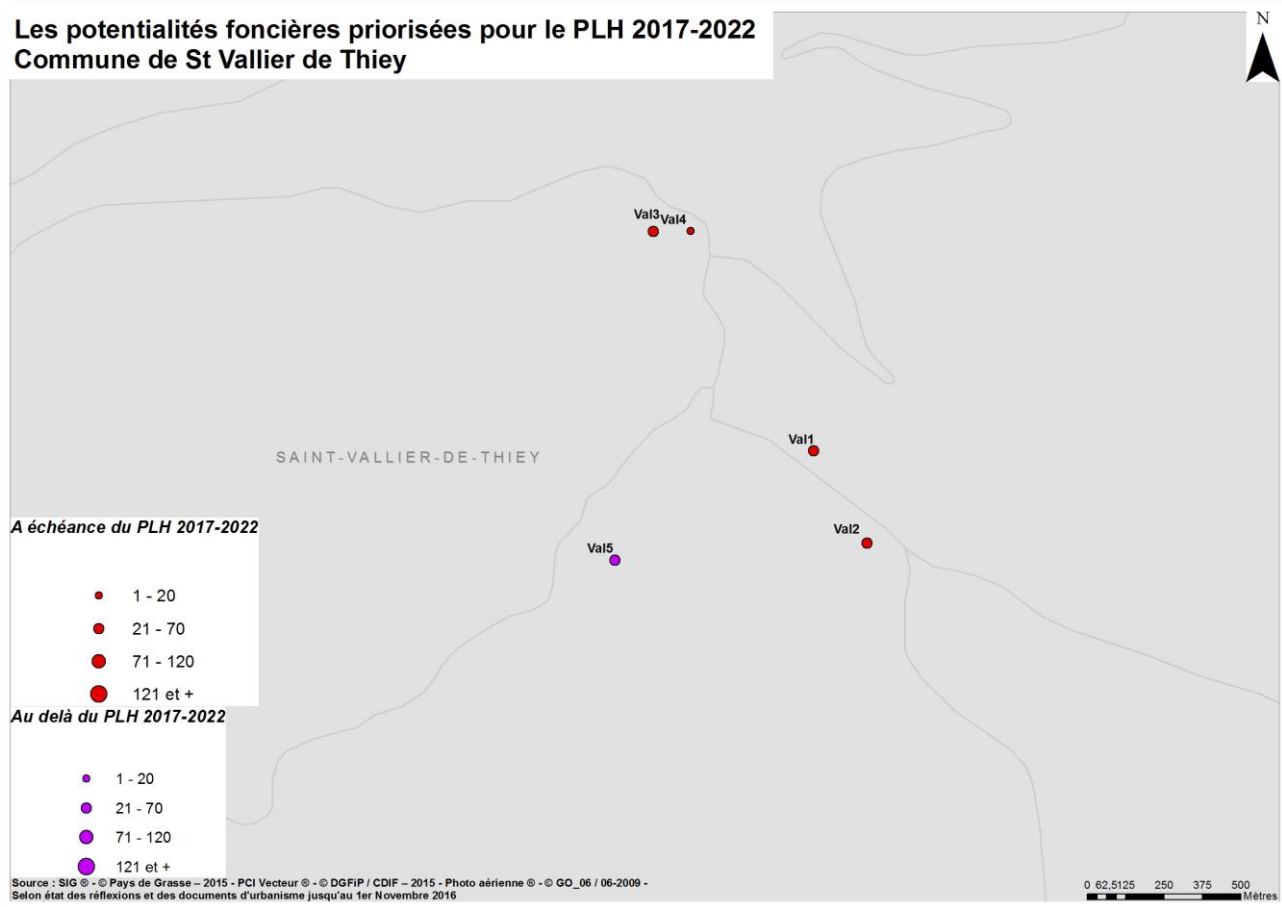 Les potentialités foncières priorisées pour le PLH 2017-2022
Commune de St Vallier de Thiey
N
Val3
Val4
Val1
SAINT-VALLIER-DE-THIEY
Val2
Val5
A échéance du PLH 2017-2022
1 - 20
21 - 70
71 - 120
121 et +
Au delà du PLH 2017-2022
1 - 20
21 - 70
71 - 120
121 et +
Source : SIG ® - © Pays de Grasse – 2015 - PCI Vecteur ® - © DGFiP / CDIF – 2015 - Photo aérienne ® - © GO_06 / 06-2009 -
Selon état des réflexions et des documents d'urbanisme jusqu'au 1er Novembre 2016
0 62,5125 250 375 500
Mètres